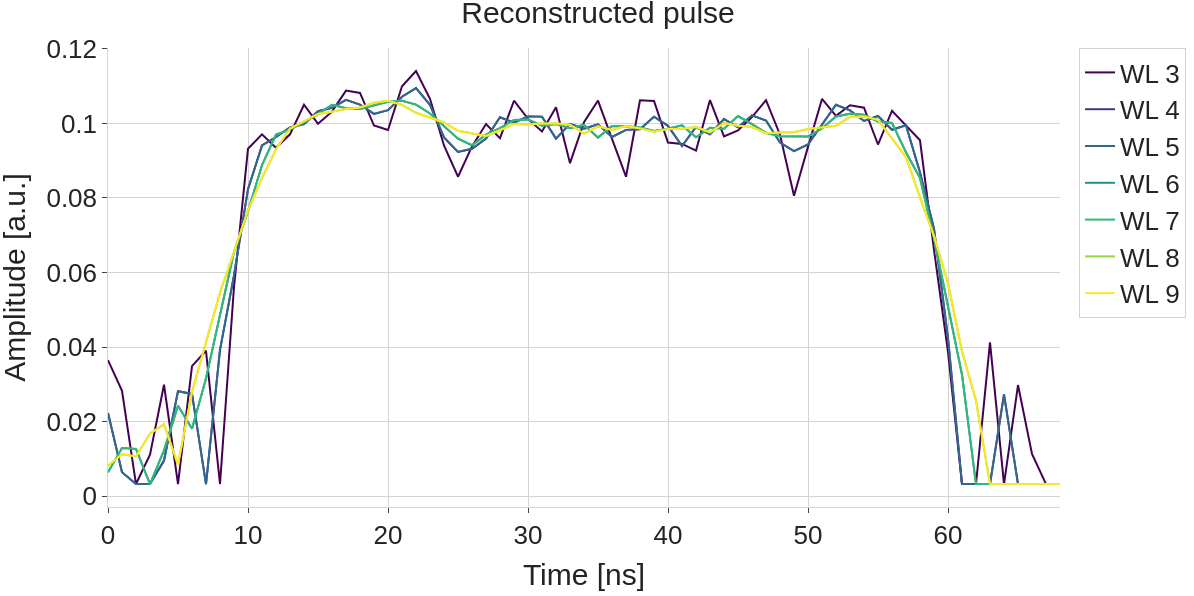 Reconstructed pulse
Amplitude [a.u.]
0.12
0.1
0.08
0.06
0.04
0.02
0
0 10 20 30 40 50 60
Time [ns]
WL 3
WL 4
WL 5
WL 6
WL 7
WL 8
WL 9